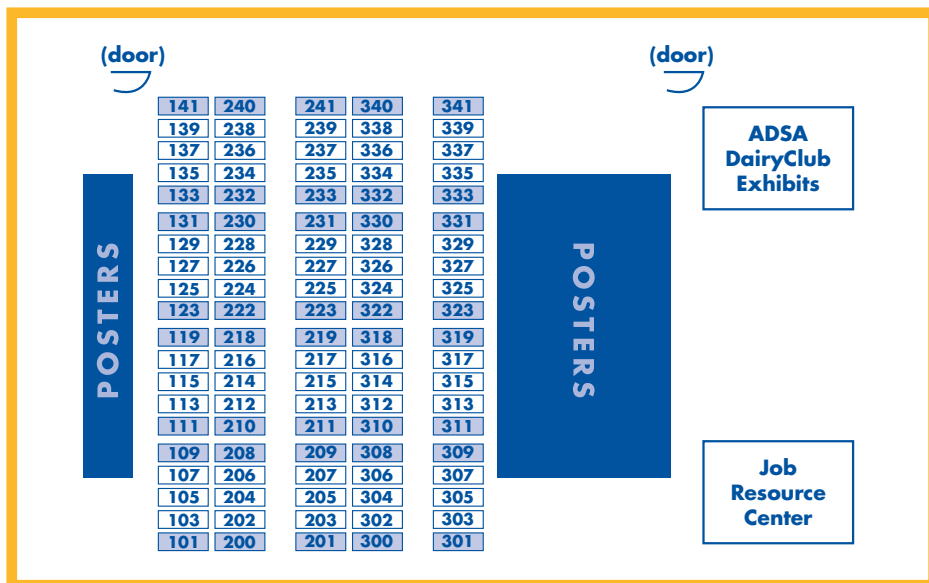 (door) (door)
141 240 241 340 341
139 238 239 338 339
137 236 237 336 337
135 234 235 334 335
133 232 233 332 333
131 230 231 330 331
129 228 229 328 329
127 226 227 326 327
125 224 225 324 325
123 222 223 322 323
119 218 219 318 319
117 216 217 316 317
115 214 215 314 315
113 212 213 312 313
111 210 211 310 311
109 208 209 308 309
107 206 207 306 307
105 204 205 304 305
103 202 203 302 303
101 200 201 300 301
POSTERS
POSTERS
ADSA
DairyClub
Exhibits
Job
Resource
Center